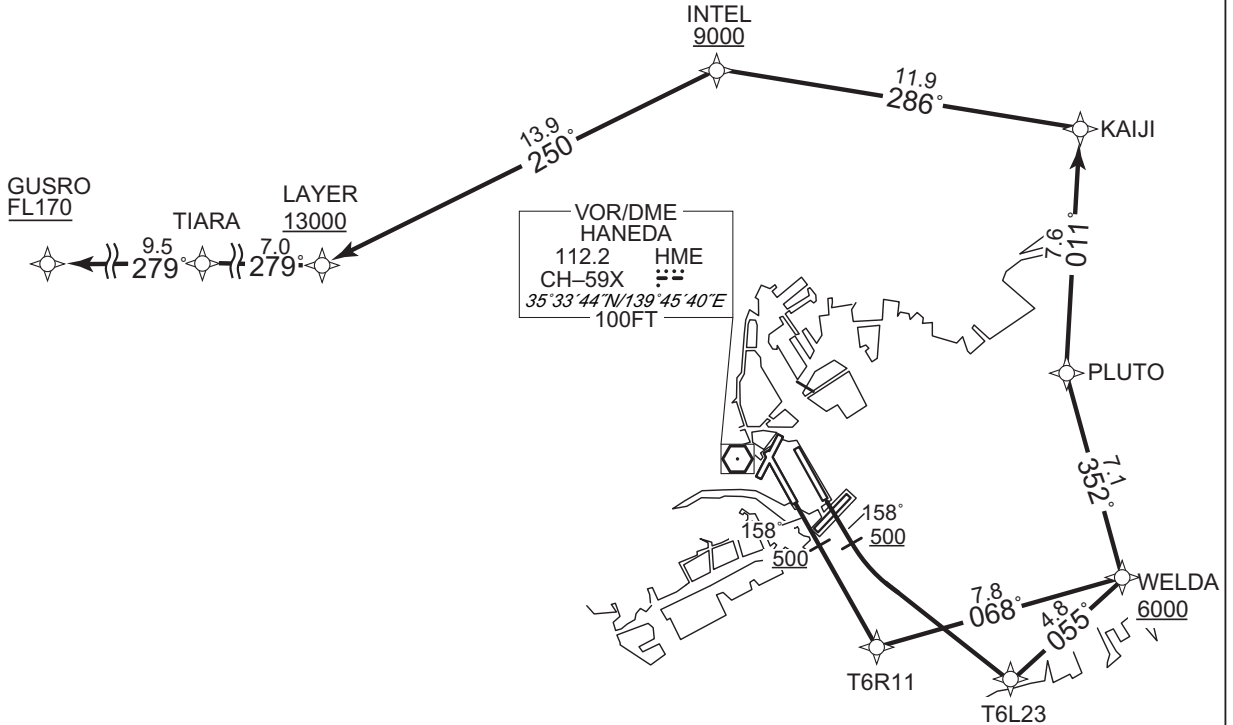 INTEL
9000
11.9
286°
KAIJI
13.9
250°
GUSRO
FL170
LAYER
13000
TIARA
9.5
279°
7.0
279°
VOR/DME
HANEDA
112.2 HME
CH–59X
35°33′44″N/139°45′40″E
100FT
7.6
011°
PLUTO
7.1
352°
158°
500
158°
500
WELDA
6000
7.8
068°
4.8
055°
T6R11
T6L23